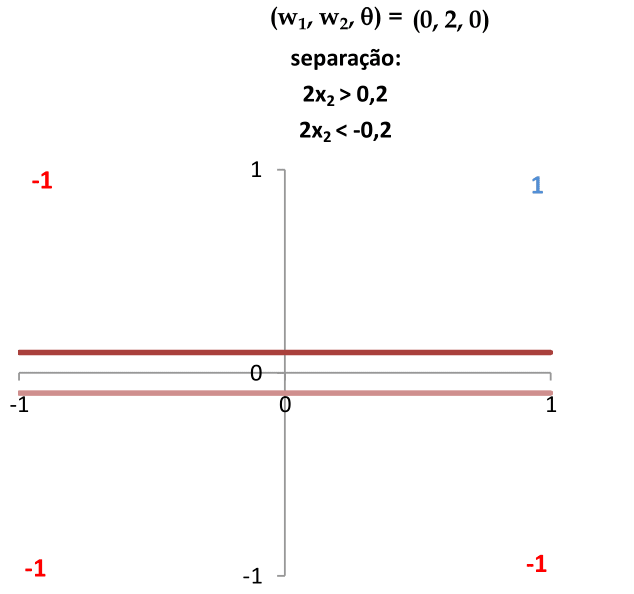 (w₁, w₂, θ) = (0, 2, 0)
separação:
2x₂ > 0,2
2x₂ < -0,2
-1 1 1
0
-1 0 1
-1 -1 -1